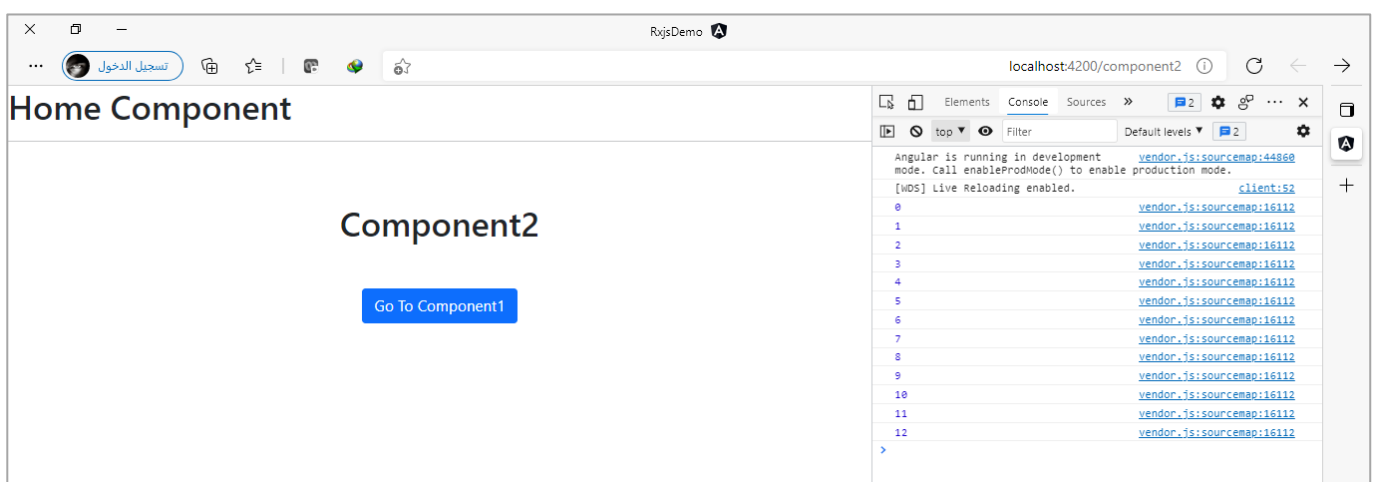 RxjsDemo
تسجيل الدخول
localhost:4200/component2
Home Component
Component2
Go To Component1
Elements Console Sources » 2
top ▼ Filter Default levels ▼ 2
Angular is running in development vendor.js:sourcemap:44860
mode. Call enableProdMode() to enable production mode.
[WDS] Live Reloading enabled. client:52
0 vendor.js:sourcemap:16112
1 vendor.js:sourcemap:16112
2 vendor.js:sourcemap:16112
3 vendor.js:sourcemap:16112
4 vendor.js:sourcemap:16112
5 vendor.js:sourcemap:16112
6 vendor.js:sourcemap:16112
7 vendor.js:sourcemap:16112
8 vendor.js:sourcemap:16112
9 vendor.js:sourcemap:16112
10 vendor.js:sourcemap:16112
11 vendor.js:sourcemap:16112
12 vendor.js:sourcemap:16112